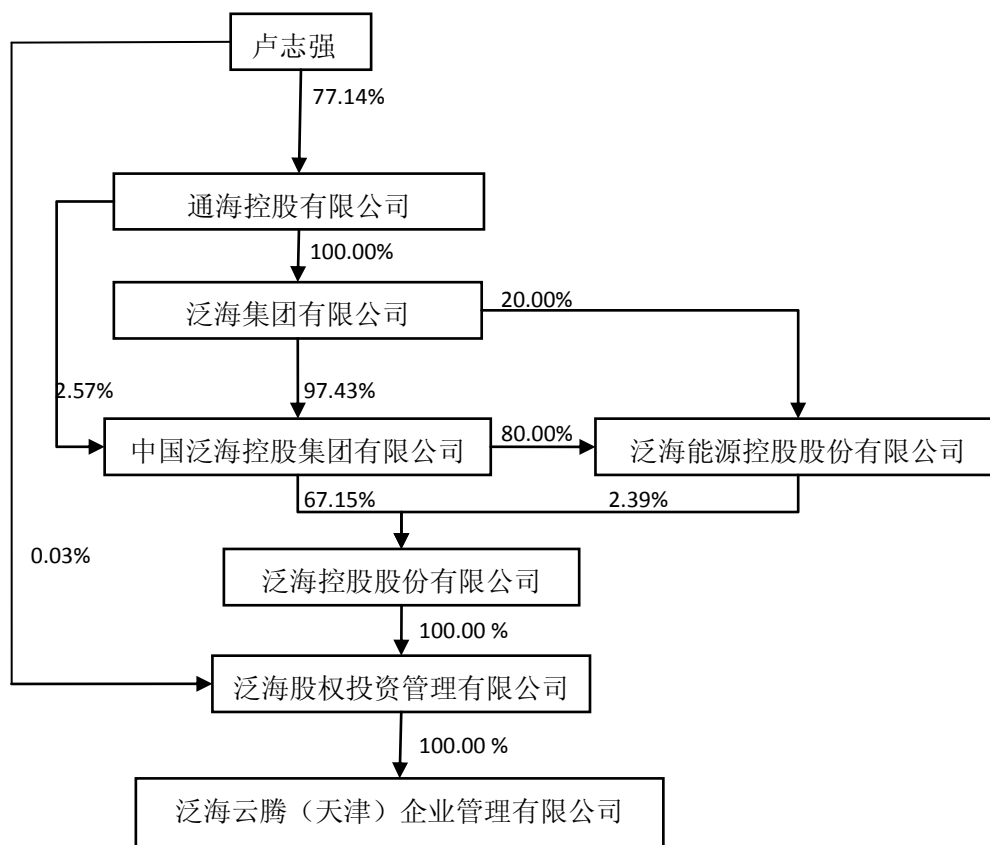 卢志强
77.14%
通海控股有限公司
100.00%
泛海集团有限公司
20.00%
2.57%
97.43%
中国泛海控股集团有限公司
80.00%
泛海能源控股股份有限公司
67.15%
2.39%
0.03%
泛海控股股份有限公司
100.00 %
泛海股权投资管理有限公司
100.00 %
泛海云腾（天津）企业管理有限公司